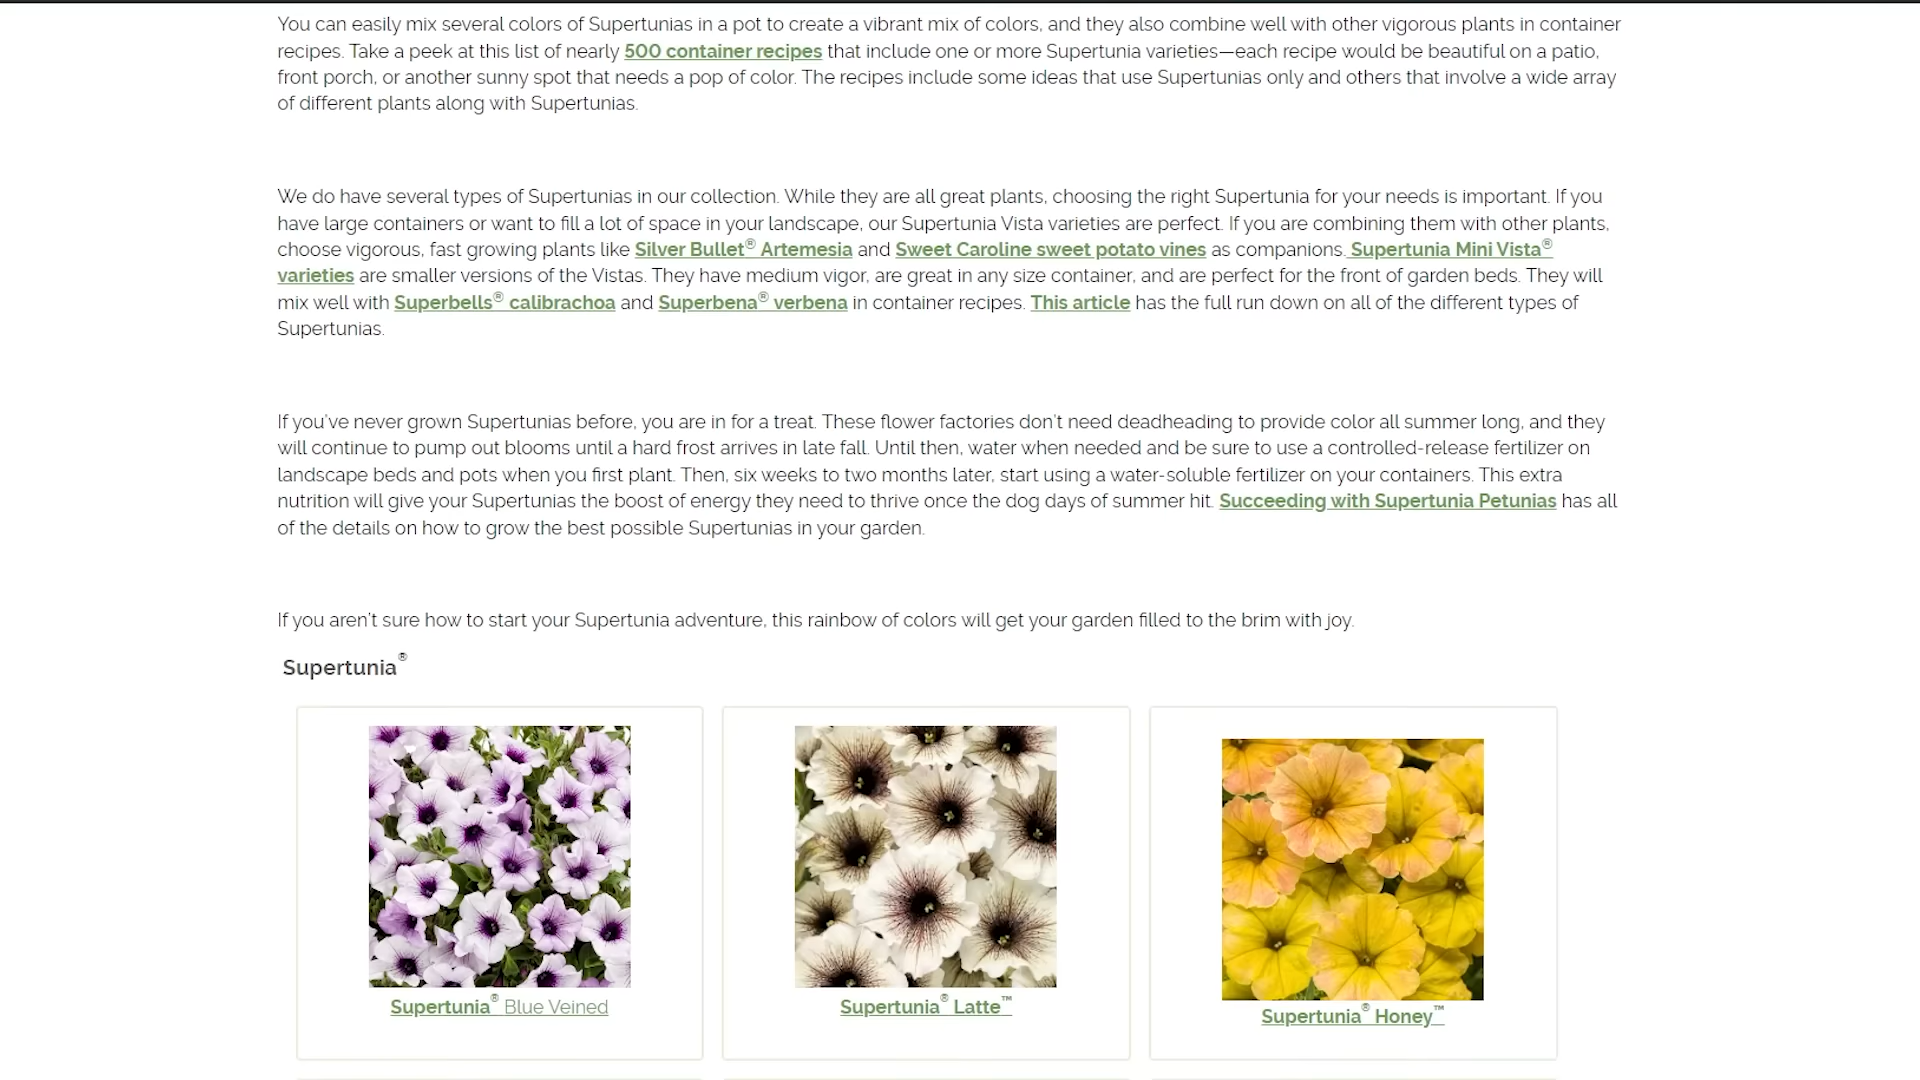 You can easily mix several colors of Supertunias in a pot to create a vibrant mix of colors, and they also combine well with other vigorous plants in container
recipes. Take a peek at this list of nearly 500 container recipes that include one or more Supertunia varieties—each recipe would be beautiful on a patio,
front porch, or another sunny spot that needs a pop of color. The recipes include some ideas that use Supertunias only and others that involve a wide array
of different plants along with Supertunias.
We do have several types of Supertunias in our collection. While they are all great plants, choosing the right Supertunia for your needs is important. If you
have large containers or want to fill a lot of space in your landscape, our Supertunia Vista varieties are perfect. If you are combining them with other plants,
choose vigorous, fast growing plants like Silver Bullet® Artemesia and Sweet Caroline sweet potato vines as companions. Supertunia Mini Vista®
varieties are smaller versions of the Vistas. They have medium vigor, are great in any size container, and are perfect for the front of garden beds. They will
mix well with Superbells® calibrachoa and Superbena® verbena in container recipes. This article has the full run down on all of the different types of
Supertunias.
If you've never grown Supertunias before, you are in for a treat. These flower factories don't need deadheading to provide color all summer long, and they
will continue to pump out blooms until a hard frost arrives in late fall. Until then, water when needed and be sure to use a controlled-release fertilizer on
landscape beds and pots when you first plant. Then, six weeks to two months later, start using a water-soluble fertilizer on your containers. This extra
nutrition will give your Supertunias the boost of energy they need to thrive once the dog days of summer hit. Succeeding with Supertunia Petunias has all
of the details on how to grow the best possible Supertunias in your garden.
If you aren't sure how to start your Supertunia adventure, this rainbow of colors will get your garden filled to the brim with joy.
Supertunia®
Supertunia® Blue Veined
Supertunia® Latte™
Supertunia® Honey™